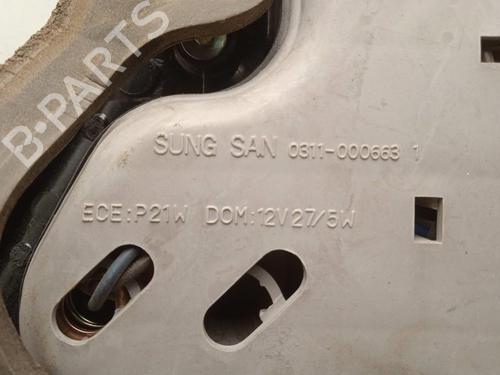 B-PARTS
SUNG SAN 0311-000663 1
ECE:P21W DOM:12V27/5W